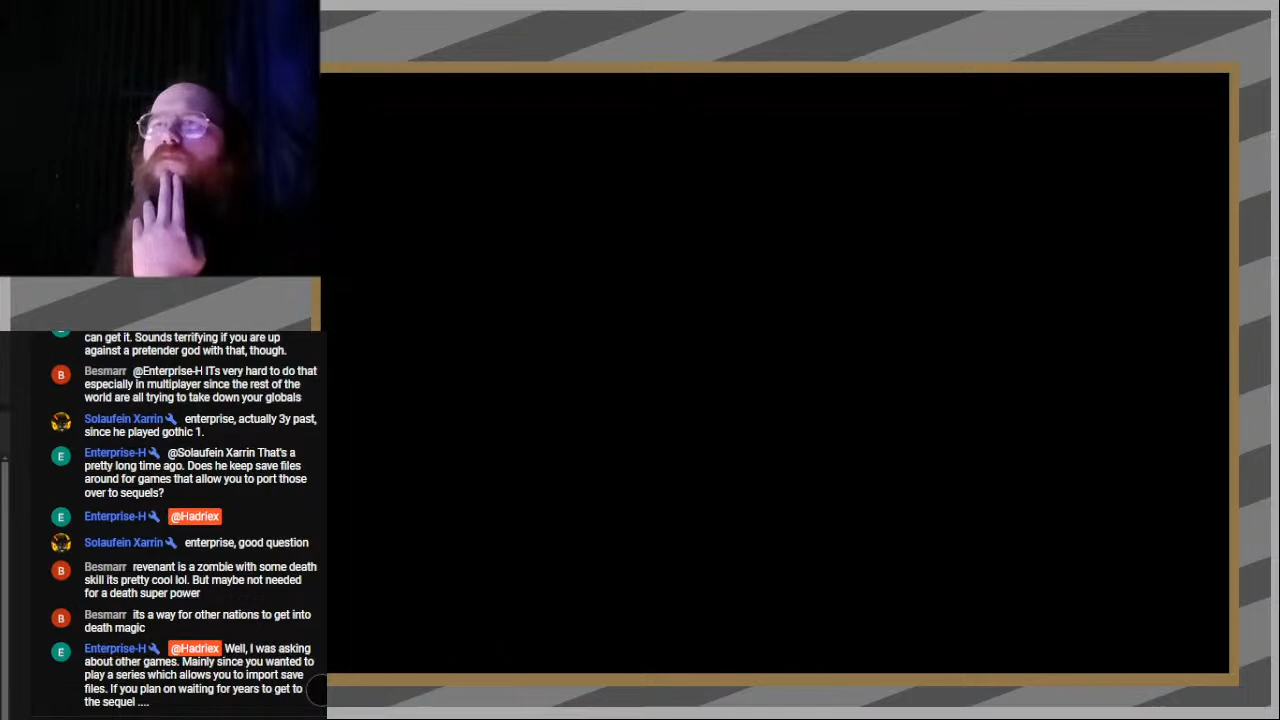 can get it. Sounds terrifying if you are up
against a pretender god with that, though.
B
Besmarr @Enterprise-H ITs very hard to do that
especially in multiplayer since the rest of the
world are all trying to take down your globals
Solaufein Xarrin enterprise, actually 3y past,
since he played gothic 1.
E
Enterprise-H @Solaufein Xarrin That's a
pretty long time ago. Does he keep save files
around for games that allow you to port those
over to sequels?
E
Enterprise-H @Hadriex
Solaufein Xarrin enterprise, good question
B
Besmarr revenant is a zombie with some death
skill its pretty cool lol. But maybe not needed
for a death super power
B
Besmarr its a way for other nations to get into
death magic
E
Enterprise-H @Hadriex Well, I was asking
about other games. Mainly since you wanted to
play a series which allows you to import save
files. If you plan on waiting for years to get to
the sequel ....